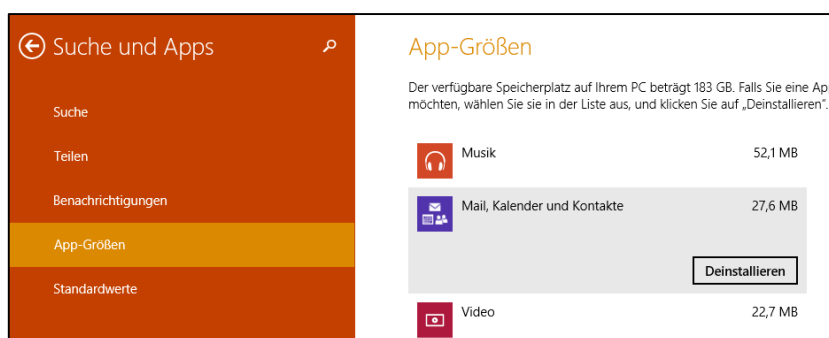 Suche und Apps
Suche
Teilen
Benachrichtigungen
App-Größen
Standardwerte
App-Größen
Der verfügbare Speicherplatz auf Ihrem PC beträgt 183 GB. Falls Sie eine Ap
möchten, wählen Sie sie in der Liste aus, und klicken Sie auf „Deinstallieren“.
Musik 52,1 MB
Mail, Kalender und Kontakte 27,6 MB
Deinstallieren
Video 22,7 MB